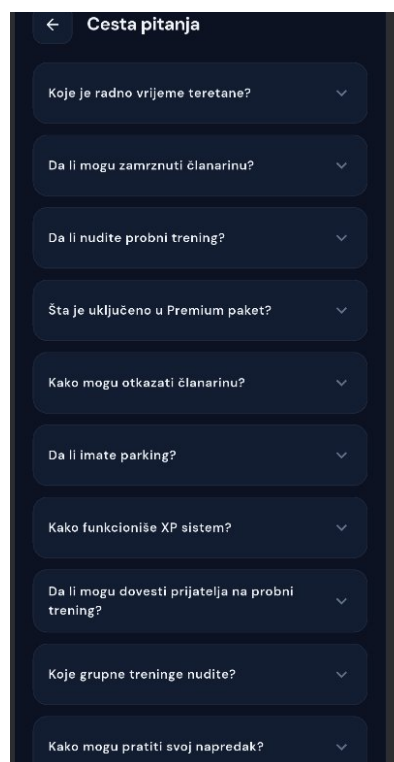 Cesta pitanja
Koje je radno vrijeme teretane?
Da li mogu zamrznuti članarinu?
Da li nudite probni trening?
Šta je uključeno u Premium paket?
Kako mogu otkazati članarinu?
Da li imate parking?
Kako funkcioniše XP sistem?
Da li mogu dovesti prijatelja na probni
trening?
Koje grupne treninge nudite?
Kako mogu pratiti svoj napredak?